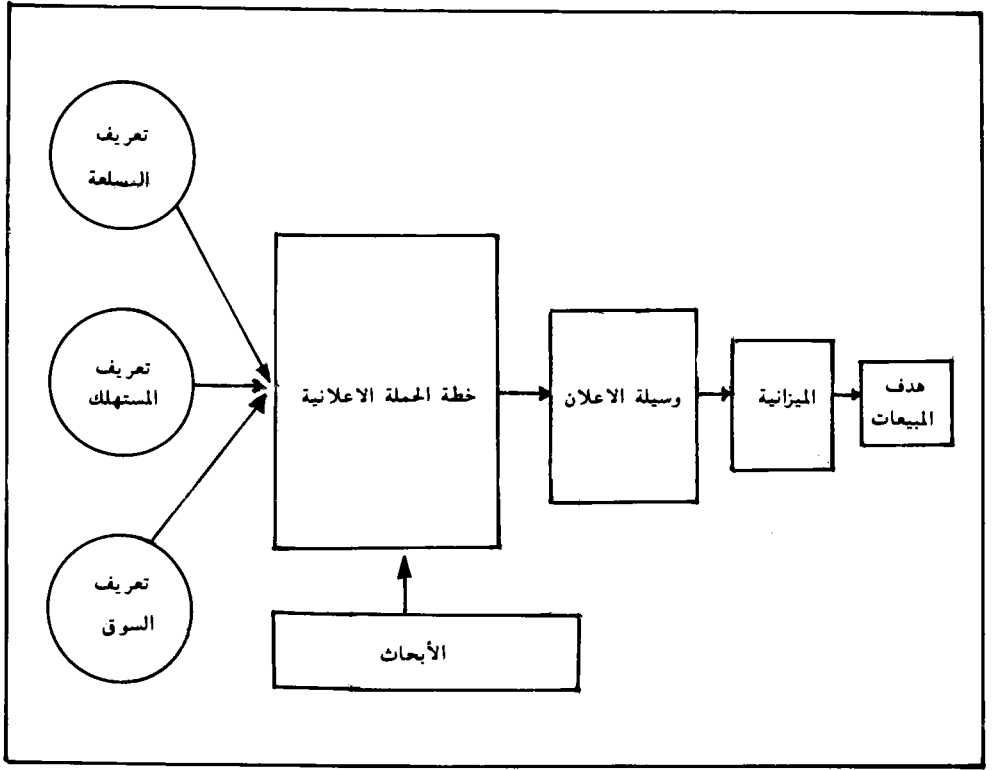 تعريف
السلعة
تعريف
المستهلك
تعريف
السوق
خطة الحملة الاعلانية
الأبحاث
وسيلة الاعلان
الميزانية
هدف
المبيعات